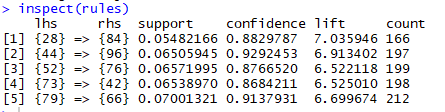 > inspect(rules)
lhs rhs support confidence lift count
[1] {28} => {84} 0.05482166 0.8829787 7.035946 166
[2] {44} => {96} 0.06505945 0.9292453 6.913402 197
[3] {52} => {76} 0.06571995 0.8766520 6.522118 199
[4] {73} => {42} 0.06538970 0.8684211 6.525010 198
[5] {79} => {66} 0.07001321 0.9137931 6.699674 212